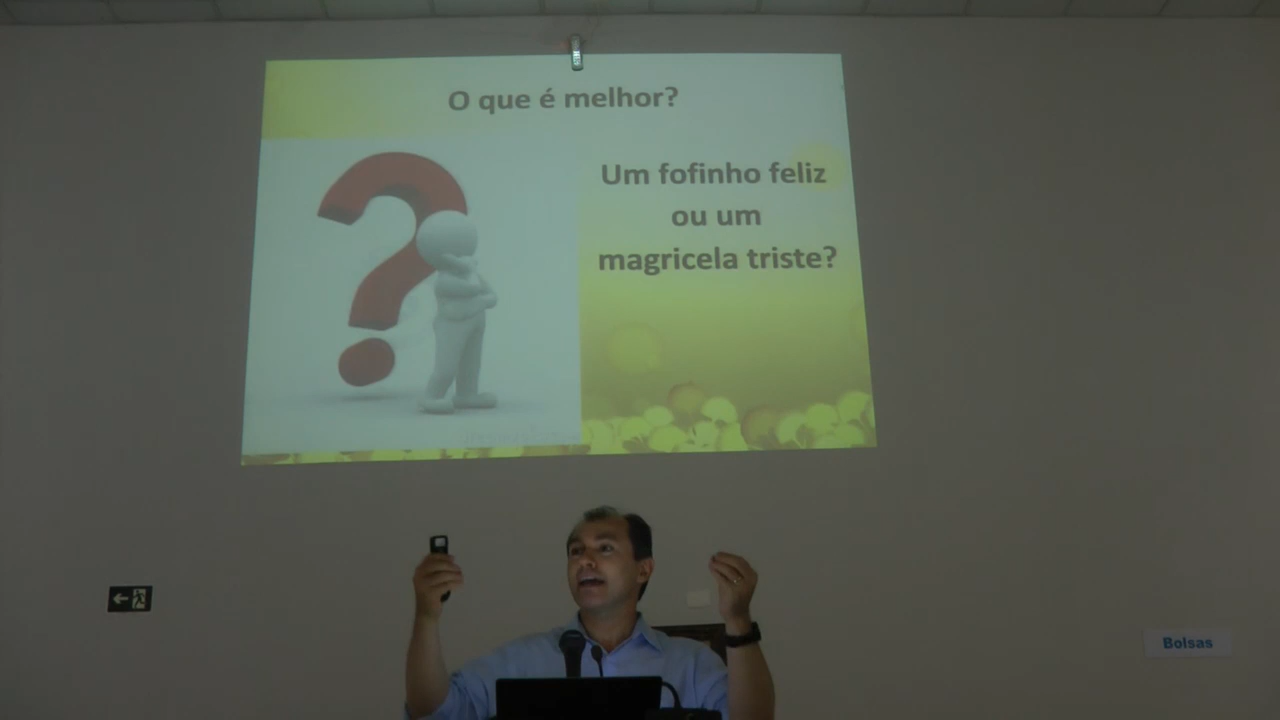 O que é melhor?
Um fofinho feliz
ou um
magricela triste?
Bolsas